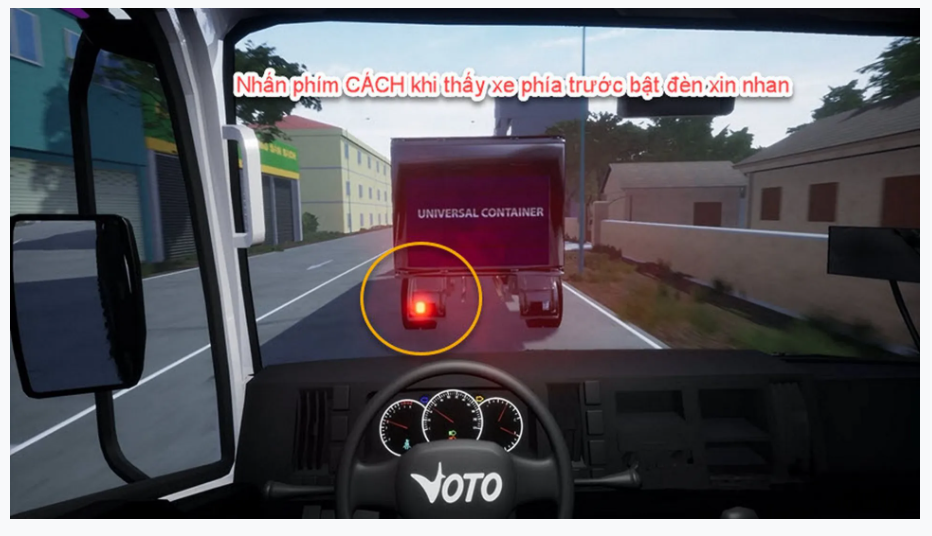 Nhấn phím CÁCH khi thấy xe phía trước bật đèn xin nhan
UNIVERSAL CONTAINER
VOTO